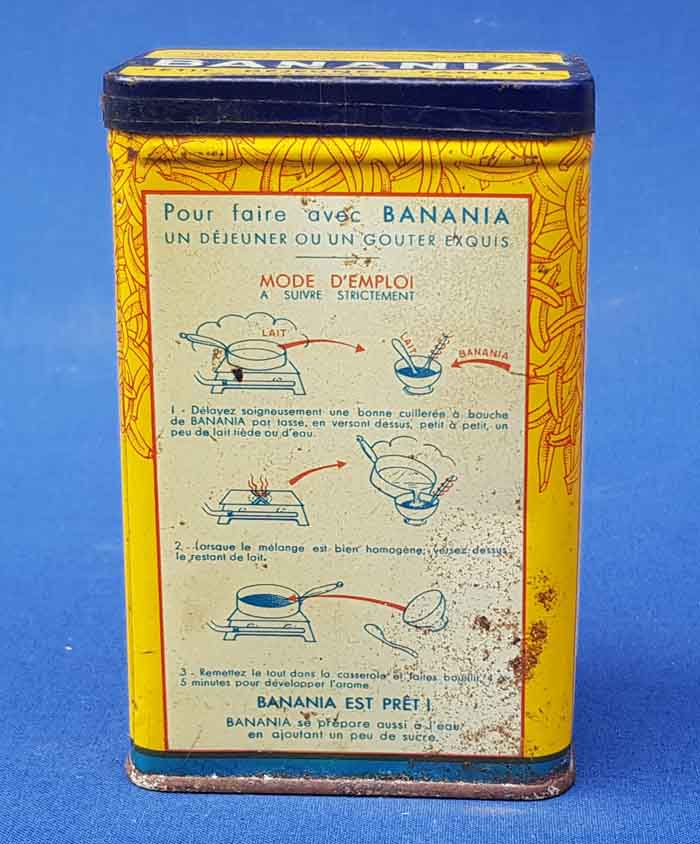 BANANIA
PETIT DÉJEUNER FAMILIAL
Pour faire avec BANANIA
UN DÉJEUNER OU UN GOUTER EXQUIS
MODE D'EMPLOI
A SUIVRE STRICTEMENT
LAIT
LAIT
BANANIA
1 - Délayez soigneusement une bonne cuillerée à bouche
de BANANIA par tasse, en versant dessus, petit à petit, un
peu de lait tiède ou d'eau.
2 - Lorsque le mélange est bien homogène, versez dessus
le restant de lait.
3 - Remettez le tout dans la casserole et faites bouillir
5 minutes pour développer l'arome
BANANIA EST PRÊT !
BANANIA se prépare aussi à l'eau
en ajoutant un peu de sucre.